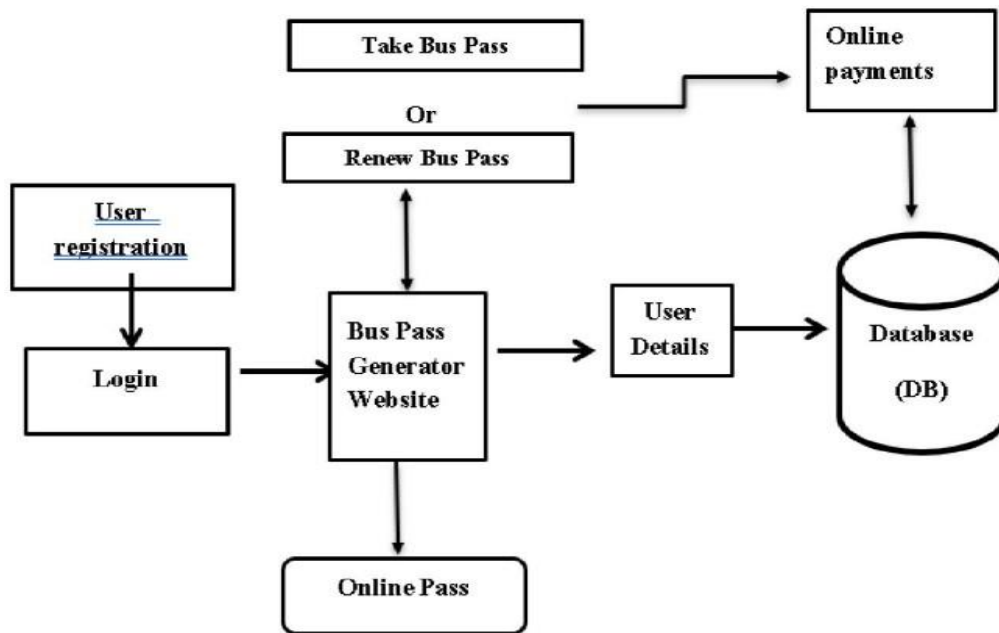 Take Bus Pass
Or
Renew Bus Pass
Online
payments
User
registration
Login
Bus Pass
Generator
Website
User
Details
Database
(DB)
Online Pass